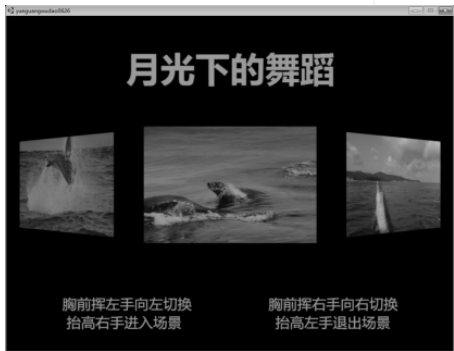 yueguangwudao3626
月光下的舞蹈
胸前挥左手向左切换
抬高右手进入场景
胸前挥右手向右切换
抬高左手退出场景